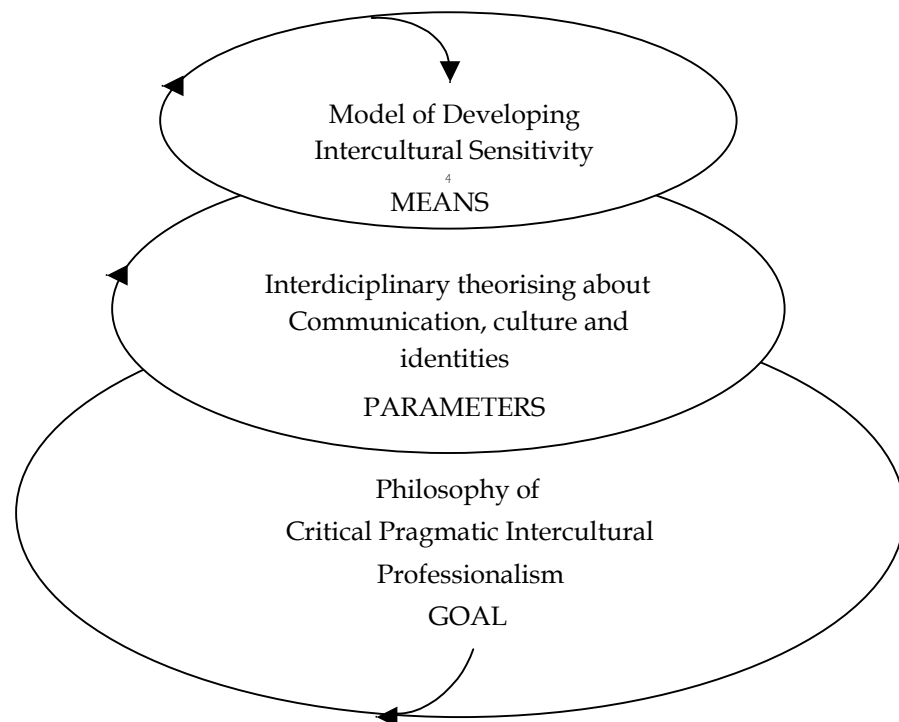 Model of Developing
Intercultural Sensitivity
4
MEANS
Interdiciplinary theorising about
Communication, culture and
identities
PARAMETERS
Philosophy of
Critical Pragmatic Intercultural
Professionalism
GOAL